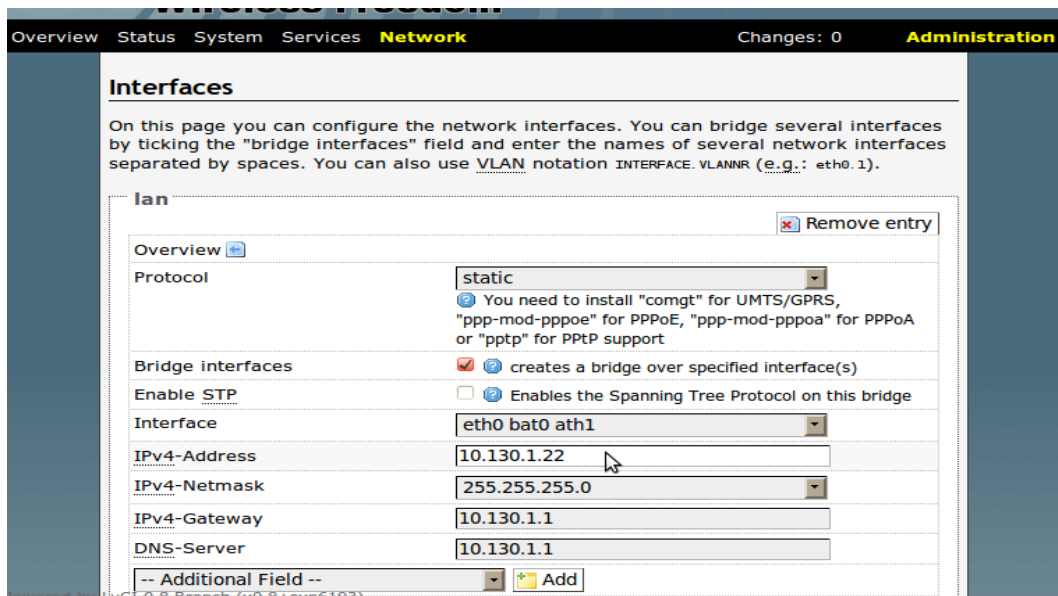 Wireless Freedom
Overview Status System Services Network Changes: 0 Administration
Interfaces
On this page you can configure the network interfaces. You can bridge several interfaces
by ticking the "bridge interfaces" field and enter the names of several network interfaces
separated by spaces. You can also use VLAN notation INTERFACE.VLANNR (e.g.: eth0.1).
lan
Remove entry
Overview
Protocol static
You need to install "comgt" for UMTS/GPRS,
"ppp-mod-pppoe" for PPPoE, "ppp-mod-pppoa" for PPPoA
or "pptp" for PPtP support
Bridge interfaces creates a bridge over specified interface(s)
Enable STP Enables the Spanning Tree Protocol on this bridge
Interface eth0 bat0 ath1
IPv4-Address 10.130.1.22
IPv4-Netmask 255.255.255.0
IPv4-Gateway 10.130.1.1
DNS-Server 10.130.1.1
-- Additional Field -- Add